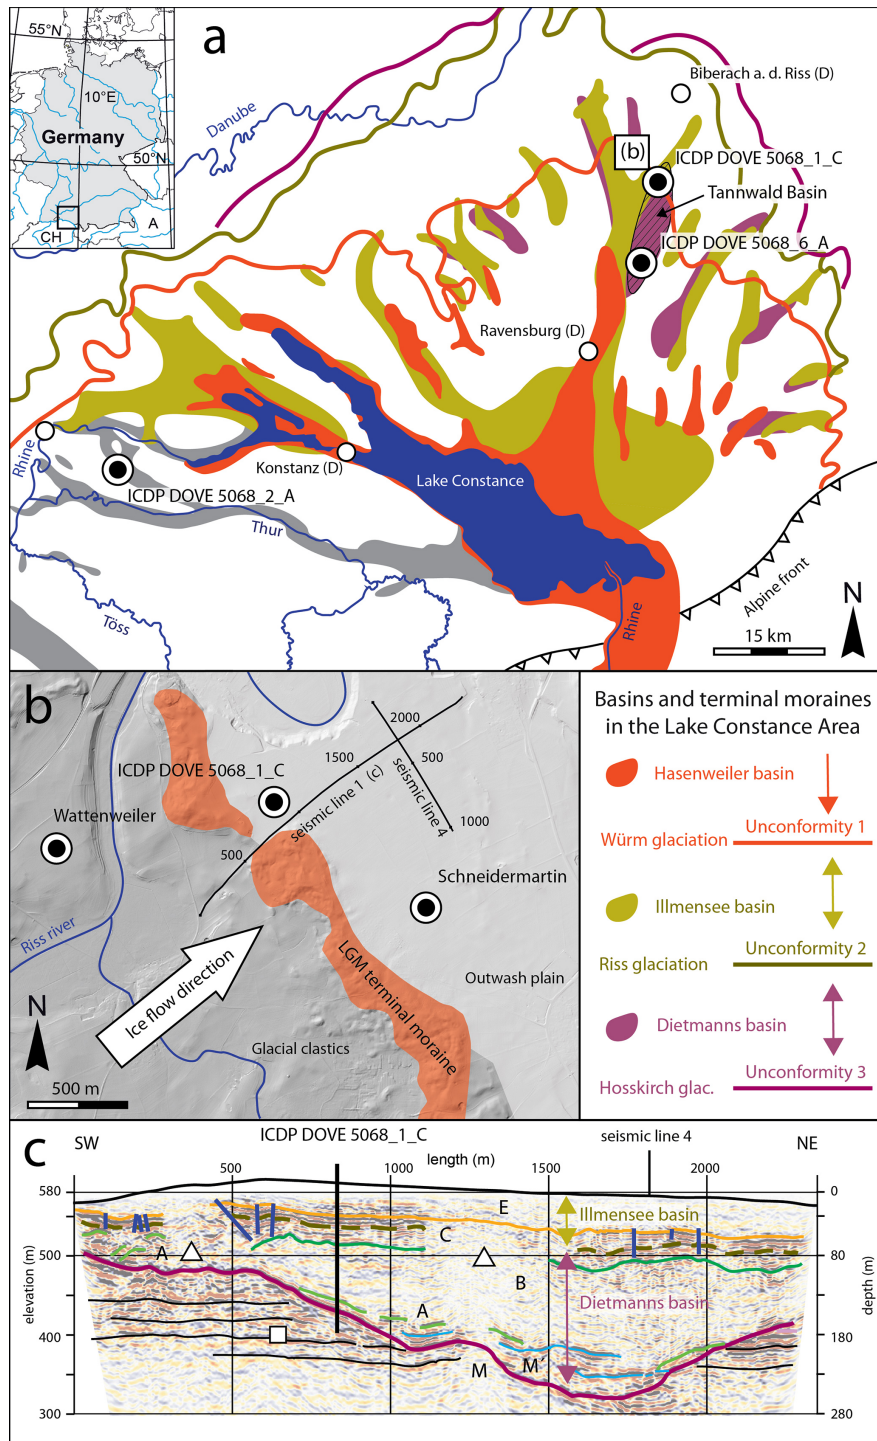 a
55°N
10°E
Germany
50°N
CH
A
Danube
Biberach a. d. Riss (D)
(b)
ICDP DOVE 5068_1_C
Tannwald Basin
ICDP DOVE 5068_6_A
Ravensburg (D)
Rhine
Konstanz (D)
Lake Constance
ICDP DOVE 5068_2_A
Thur
Töss
Rhine
Alpine front
N
15 km
b
2000
1500
500
ICDP DOVE 5068_1_C
seismic line 1 (c)
seismic line 4
1000
Wattenweiler
500
Schneidermartin
Riss river
LGM terminal moraine
Outwash plain
Ice flow direction
N
Glacial clastics
500 m
Basins and terminal moraines
in the Lake Constance Area
Hasenweiler basin
Unconformity 1
Würm glaciation
Illmensee basin
Unconformity 2
Riss glaciation
Dietmanns basin
Unconformity 3
Hosskirch glac.
c
SW
ICDP DOVE 5068_1_C
seismic line 4
NE
length (m)
500
1000
1500
2000
580
0
E
Illmensee basin
C
A
500
80
B
elevation (m)
depth (m)
Dietmanns basin
A
400
180
M
M'
300
280